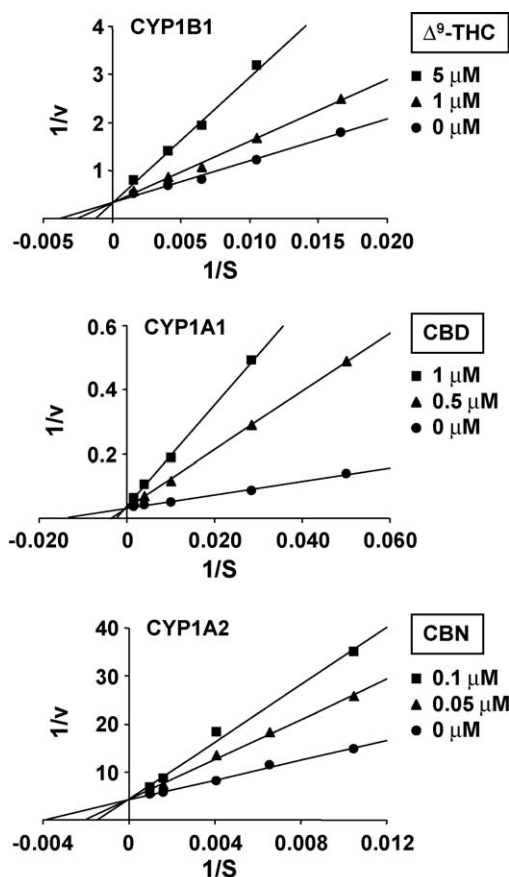 CYP1B1
Δ⁹-THC
■ 5 μM
▲ 1 μM
● 0 μM
1/v
4
3
2
1
-0.005 0 0.005 0.010 0.015 0.020
1/S
CYP1A1
CBD
■ 1 μM
▲ 0.5 μM
● 0 μM
1/v
0.6
0.4
0.2
-0.020 0 0.020 0.040 0.060
1/S
CYP1A2
CBN
■ 0.1 μM
▲ 0.05 μM
● 0 μM
1/v
40
30
20
10
-0.004 0 0.004 0.008 0.012
1/S